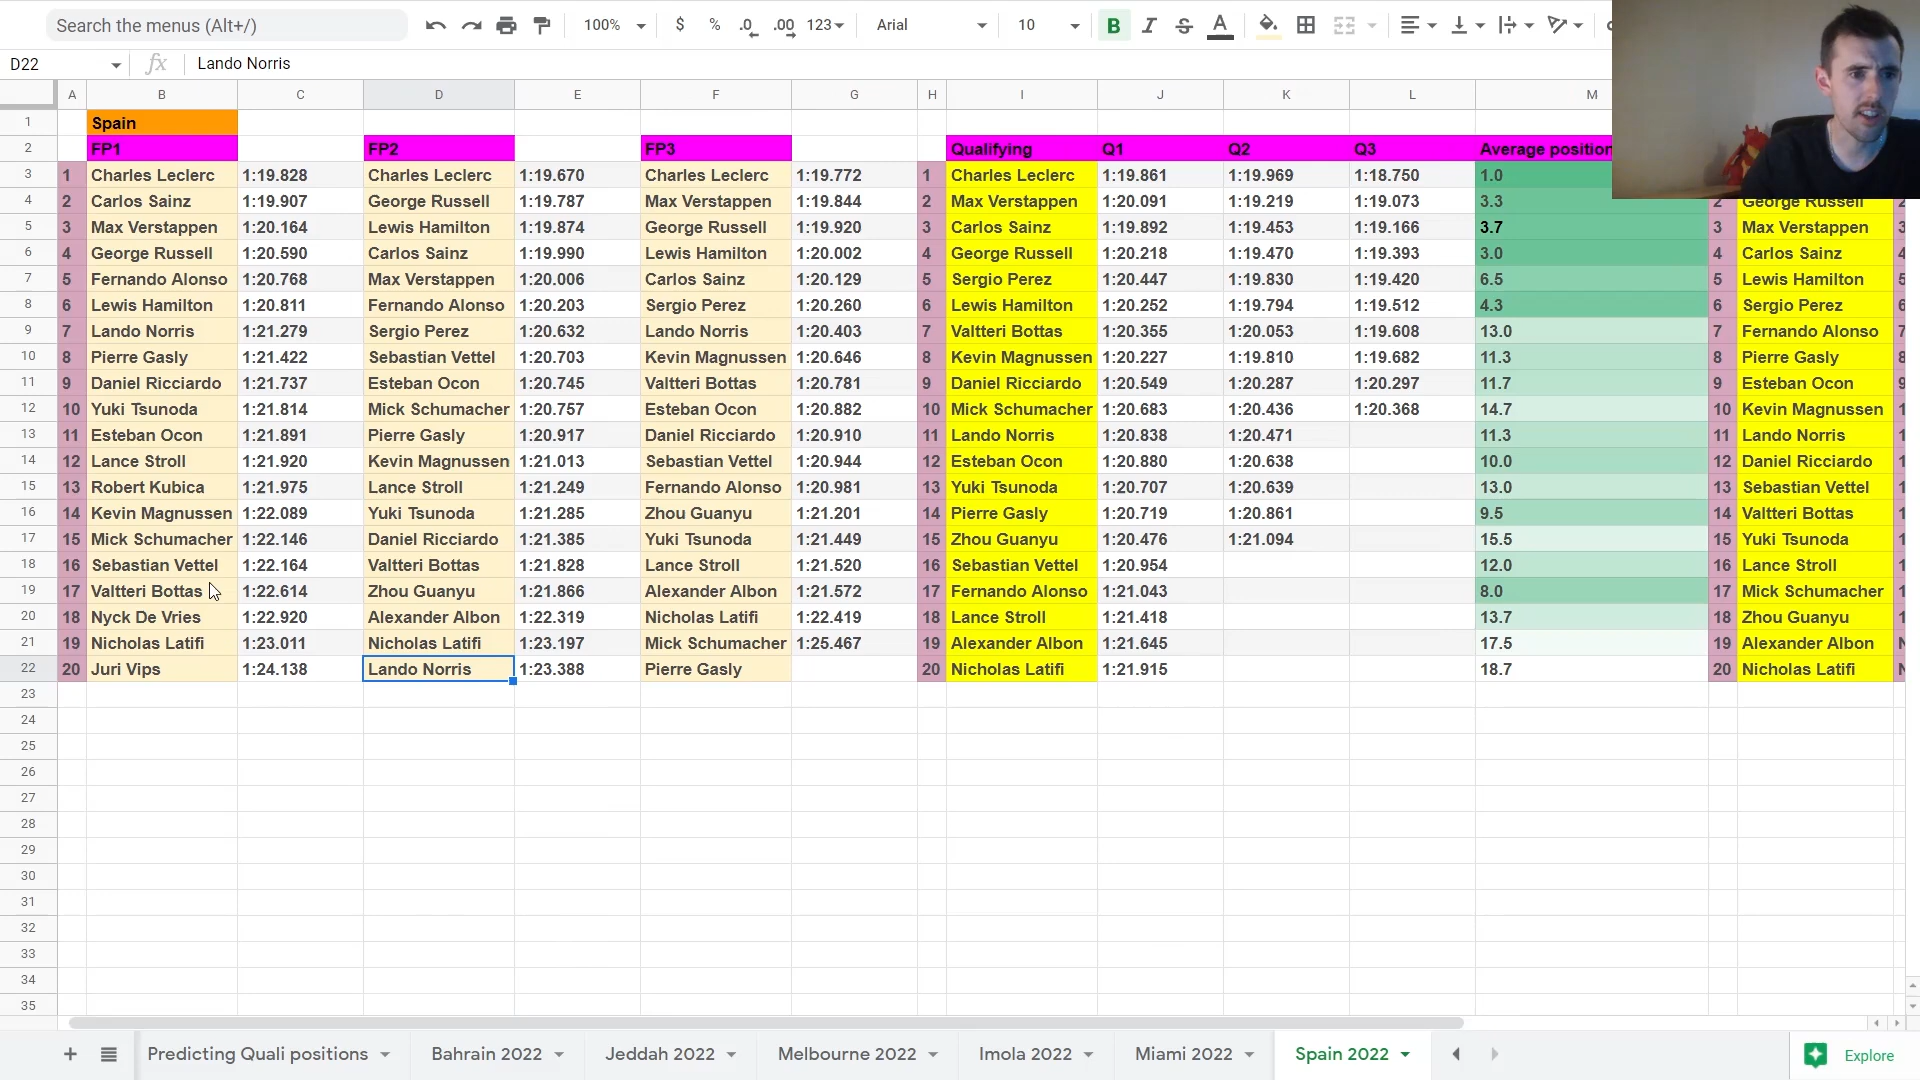 Search the menus (Alt+/) 100% $ % .0 .00 123 Arial 10 B I S A
D22 fx Lando Norris
A B C D E F G H I J K L M
1 Spain
2 FP1 FP2 FP3 Qualifying Q1 Q2 Q3 Average position
3 1 Charles Leclerc 1:19.828 Charles Leclerc 1:19.670 Charles Leclerc 1:19.772 1 Charles Leclerc 1:19.861 1:19.969 1:18.750 1.0
4 2 Carlos Sainz 1:19.907 George Russell 1:19.787 Max Verstappen 1:19.844 2 Max Verstappen 1:20.091 1:19.219 1:19.073 3.3 2 George Russell
5 3 Max Verstappen 1:20.164 Lewis Hamilton 1:19.874 George Russell 1:19.920 3 Carlos Sainz 1:19.892 1:19.453 1:19.166 3.7 3 Max Verstappen
6 4 George Russell 1:20.590 Carlos Sainz 1:19.990 Lewis Hamilton 1:20.002 4 George Russell 1:20.218 1:19.470 1:19.393 3.0 4 Carlos Sainz
7 5 Fernando Alonso 1:20.768 Max Verstappen 1:20.006 Carlos Sainz 1:20.129 5 Sergio Perez 1:20.447 1:19.830 1:19.420 6.5 5 Lewis Hamilton
8 6 Lewis Hamilton 1:20.811 Fernando Alonso 1:20.203 Sergio Perez 1:20.260 6 Lewis Hamilton 1:20.252 1:19.794 1:19.512 4.3 6 Sergio Perez
9 7 Lando Norris 1:21.279 Sergio Perez 1:20.632 Lando Norris 1:20.403 7 Valtteri Bottas 1:20.355 1:20.053 1:19.608 13.0 7 Fernando Alonso
10 8 Pierre Gasly 1:21.422 Sebastian Vettel 1:20.703 Kevin Magnussen 1:20.646 8 Kevin Magnussen 1:20.227 1:19.810 1:19.682 11.3 8 Pierre Gasly
11 9 Daniel Ricciardo 1:21.737 Esteban Ocon 1:20.745 Valtteri Bottas 1:20.781 9 Daniel Ricciardo 1:20.549 1:20.287 1:20.297 11.7 9 Esteban Ocon
12 10 Yuki Tsunoda 1:21.814 Mick Schumacher 1:20.757 Esteban Ocon 1:20.882 10 Mick Schumacher 1:20.683 1:20.436 1:20.368 14.7 10 Kevin Magnussen
13 11 Esteban Ocon 1:21.891 Pierre Gasly 1:20.917 Daniel Ricciardo 1:20.910 11 Lando Norris 1:20.838 1:20.471 11.3 11 Lando Norris
14 12 Lance Stroll 1:21.920 Kevin Magnussen 1:21.013 Sebastian Vettel 1:20.944 12 Esteban Ocon 1:20.880 1:20.638 10.0 12 Daniel Ricciardo
15 13 Robert Kubica 1:21.975 Lance Stroll 1:21.249 Fernando Alonso 1:20.981 13 Yuki Tsunoda 1:20.707 1:20.639 13.0 13 Sebastian Vettel
16 14 Kevin Magnussen 1:22.089 Yuki Tsunoda 1:21.285 Zhou Guanyu 1:21.201 14 Pierre Gasly 1:20.719 1:20.861 9.5 14 Valtteri Bottas
17 15 Mick Schumacher 1:22.146 Daniel Ricciardo 1:21.385 Yuki Tsunoda 1:21.449 15 Zhou Guanyu 1:20.476 1:21.094 15.5 15 Yuki Tsunoda
18 16 Sebastian Vettel 1:22.164 Valtteri Bottas 1:21.828 Lance Stroll 1:21.520 16 Sebastian Vettel 1:20.954 12.0 16 Lance Stroll
19 17 Valtteri Bottas 1:22.614 Zhou Guanyu 1:21.866 Alexander Albon 1:21.572 17 Fernando Alonso 1:21.043 8.0 17 Mick Schumacher
20 18 Nyck De Vries 1:22.920 Alexander Albon 1:22.319 Nicholas Latifi 1:22.419 18 Lance Stroll 1:21.418 13.7 18 Zhou Guanyu
21 19 Nicholas Latifi 1:23.011 Nicholas Latifi 1:23.197 Mick Schumacher 1:25.467 19 Alexander Albon 1:21.645 17.5 19 Alexander Albon
22 20 Juri Vips 1:24.138 Lando Norris 1:23.388 Pierre Gasly 20 Nicholas Latifi 1:21.915 18.7 20 Nicholas Latifi
23
24
25
26
27
28
29
30
31
32
33
34
35
Predicting Quali positions Bahrain 2022 Jeddah 2022 Melbourne 2022 Imola 2022 Miami 2022 Spain 2022 Explore